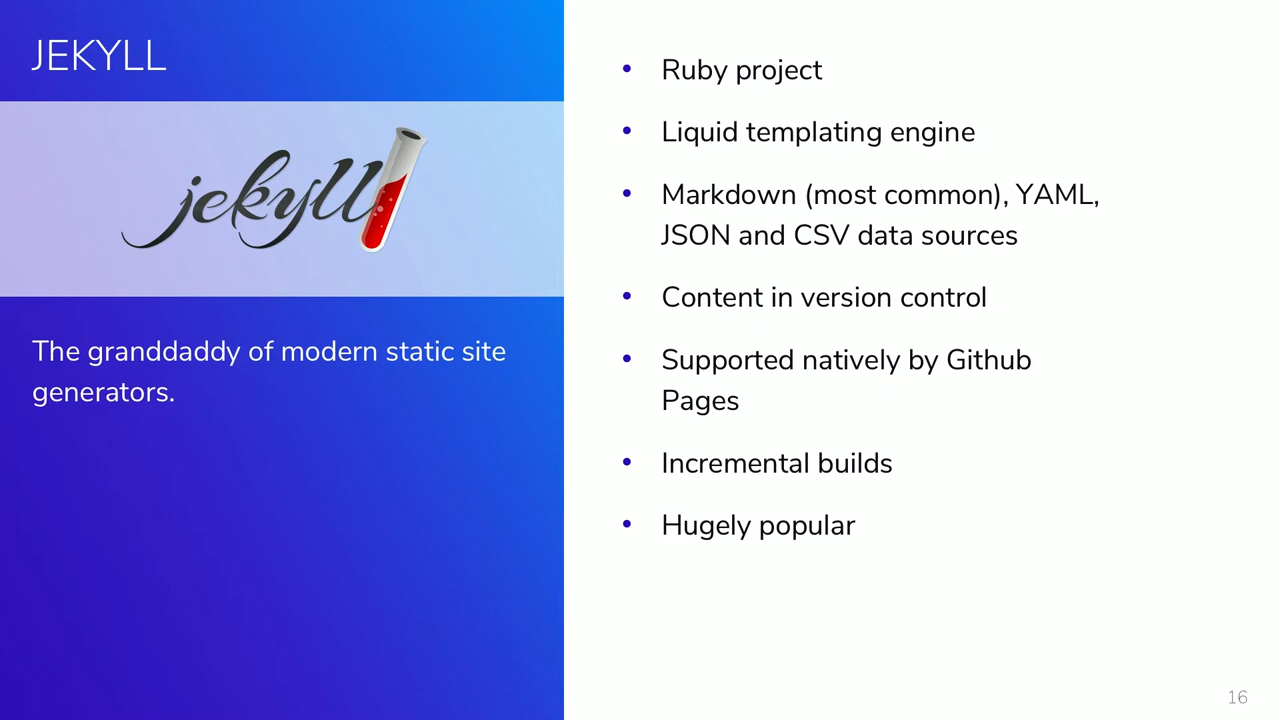 JEKYLL
jekyll
The granddaddy of modern static site
generators.
• Ruby project
• Liquid templating engine
• Markdown (most common), YAML,
JSON and CSV data sources
• Content in version control
• Supported natively by Github
Pages
• Incremental builds
• Hugely popular
16